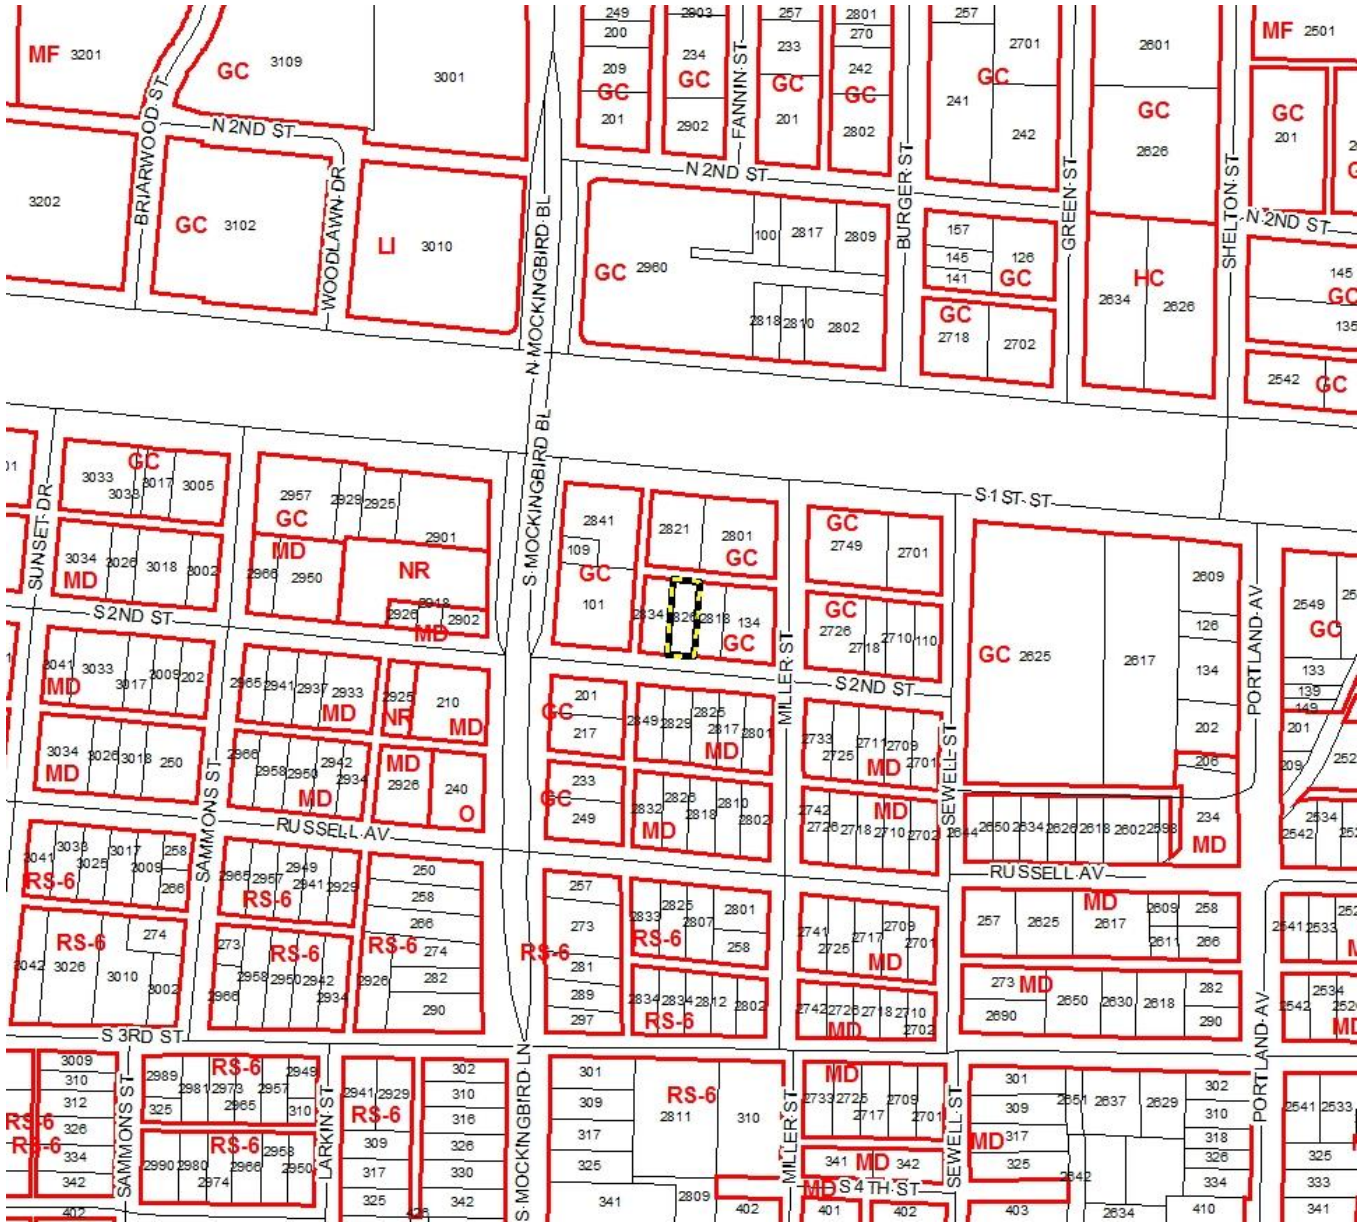 249 2803 257 2801 257
200 270
MF 3201 GC 3109 3001 234 233 2701 2601 MF 2501
209 GC GC GC 242 GC GC
201 2902 201 2802 241 242 GC 2626 GC 201
BRIARWOOD ST
N 2ND ST
FANNIN ST
N 2ND ST
BURGER ST
GREEN ST
SHELTON ST
N 2ND ST
3202 GC 3102 LI 3010
WOODLAWN DR
N MOCKINGBIRD BL
GC 2960 100 2817 2809
157 145 141 126 GC
HC 2634 2626
145 GC 135
2818 2810 2802
GC 2718 2702
2542 GC
S MOCKINGBIRD BL
S 1ST ST
SUNSET DR
GC 3033 3033 3017 3005
2957 2929 2925 GC 2901
2841 109 GC 101
2821 2801 GC
GC 2749 2701
3034 MD 3026 3018 3002
MD 2966 2950 NR
2918 2926 2902 MD
2834 2826 2818 134 GC
GC 2726 2718 2710 110
GC 2625 2617
2609 126 134 202 206
PORTLAND AV
2549 GC 133 139 149 201 209
S 2ND ST
MILLER ST
S 2ND ST
SEWELL ST
3041 MD 3033 3017 3009 202
2965 2941 2937 2933 MD
2925 NR 210 MD
201 GC 217
2849 2829 2825 2817 MD 2801
2733 2725 2711 2709 MD 2701
3034 MD 3026 3018 250
SAMMONS ST
2966 2958 2950 2942 2934 MD
MD 2926 240 O
233 GC 249
2832 MD 2826 2818 2810 2802
2742 2726 2718 MD 2710 2702
2644 2650 2634 2626 2618 2602 2598
234 MD
2542 2534
RUSSELL AV
RUSSELL AV
3041 3033 3025 3017 3009 258 266 RS-6
2965 2957 2949 2941 2929 RS-6
250 258 266 RS-6 274 282 290 2926
257 273 RS-6 281 289 297
2833 2825 2807 2801 258 RS-6
2741 2725 2717 2709 2701 MD
257 2625 MD 2617 2609 2611 258 266
2541 2533
RS-6 274 3042 3026 3010 3002
273 RS-6 2966 2958 2950 2942 2934
2834 2834 2812 2802 RS-6
2742 2726 2718 2710 2702 MD
273 MD 2690 2650 2630 2618 282 290
PORTLAND AV
2542 2534 MD
S 3RD ST
S MOCKINGBIRD LN
3009 310 312 326 334 342 402
RS-6
RS-6
SAMMONS ST
2989 2981 2973 RS-6 2965 2957 2949 325 310
LARKIN ST
2941 2929 RS-6 309 317 325
302 310 316 326 330 342
301 309 317 325 341
RS-6 2811 310 2809
MILLER ST
MD 2733 2725 2717 2709 2701
SEWELL ST
301 309 MD 317 325 403
2651 2637 2629 2642 2634
302 310 318 326 334 410
2541 2533 325 333 341
2990 2980 RS-6 2974 2966 2958 2950
341 MD 342
MD S 4TH ST
401 402